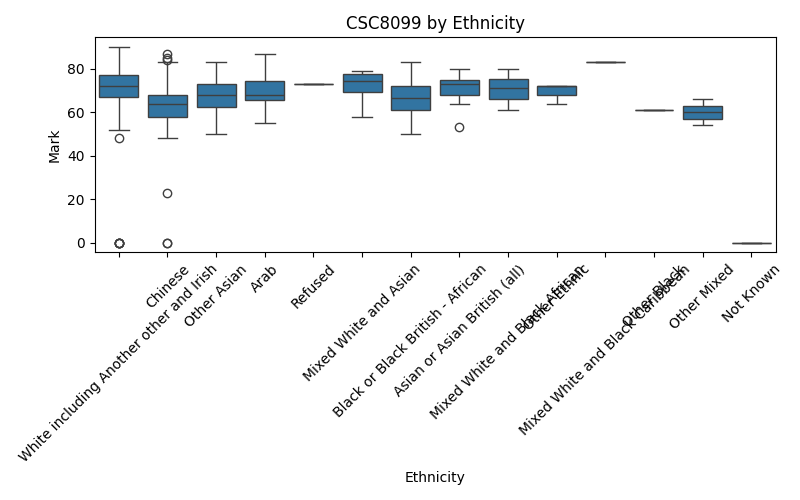 CSC8099 by Ethnicity
Mark
80
60
40
20
0
White including Another other and Irish
Chinese
Other Asian
Arab
Refused
Mixed White and Asian
Black or Black British - African
Asian or Asian British (all)
Mixed White and Black African
Other Ethnic
Mixed White and Black Caribbean
Other Black
Other Mixed
Not Known
Ethnicity